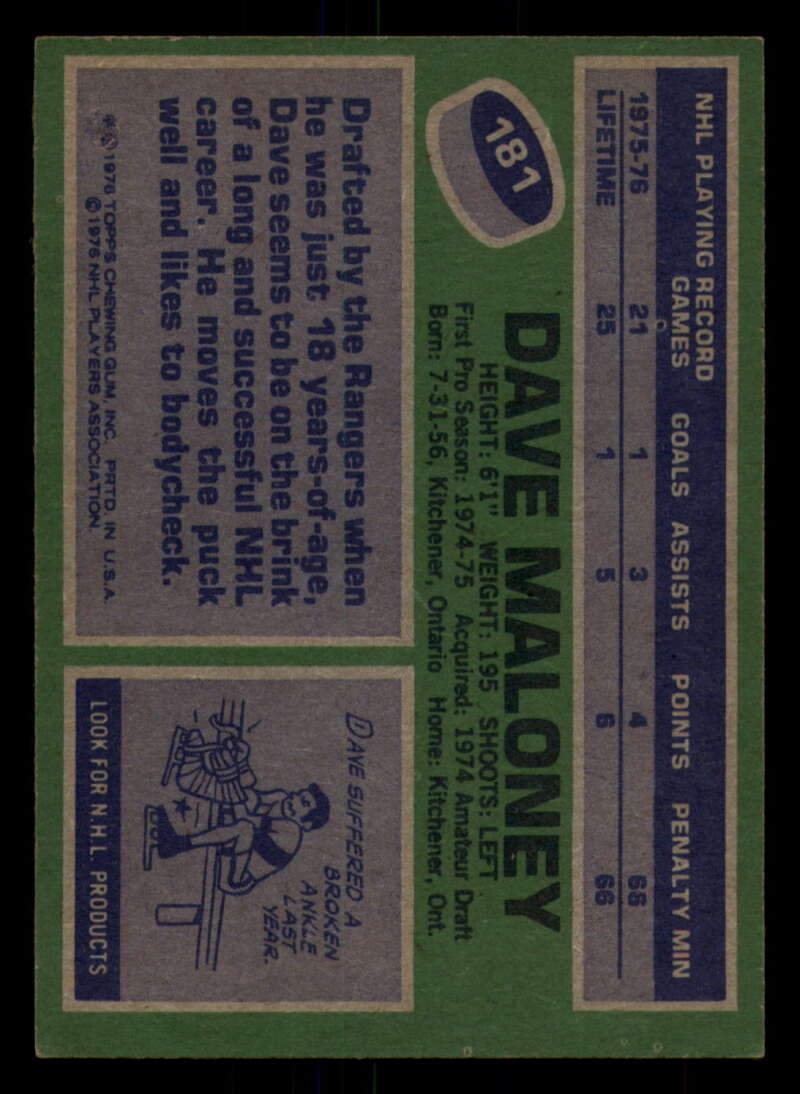 NHL PLAYING RECORD
GAMES GOALS ASSISTS POINTS PENALTY MIN
1975-76 21 1 3 4 66
LIFETIME 25 1 5 6 66
181
DAVE MALONEY
HEIGHT: 6'1" WEIGHT: 195 SHOOTS: LEFT
First Pro Season: 1974-75 Acquired: 1974 Amateur Draft
Born: 7-31-56, Kitchener, Ontario Home: Kitchener, Ont.
Drafted by the Rangers when
he was just 18 years-of-age,
Dave seems to be on the brink
of a long and successful NHL
career. He moves the puck
well and likes to bodycheck.
©1976 TOPPS CHEWING GUM, INC. PRTD. IN U.S.A.
©1976 NHL PLAYERS ASSOCIATION.
DAVE SUFFERED A
BROKEN
ANKLE
LAST
YEAR.
LOOK FOR N.H.L. PRODUCTS